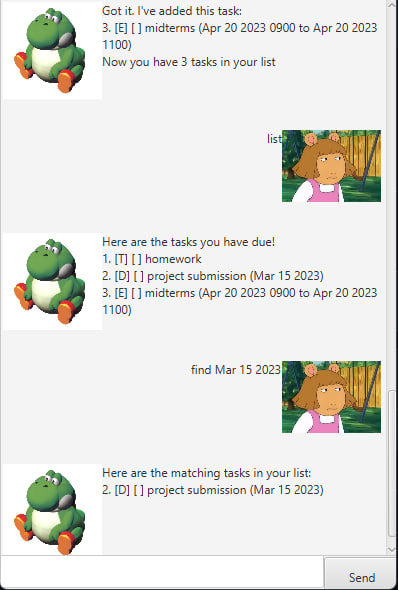 Got it. I've added this task:
3. [E] [ ] midterms (Apr 20 2023 0900 to Apr 20 2023
1100)
Now you have 3 tasks in your list
list
Here are the tasks you have due!
1. [T] [ ] homework
2. [D] [ ] project submission (Mar 15 2023)
3. [E] [ ] midterms (Apr 20 2023 0900 to Apr 20 2023
1100)
find Mar 15 2023
Here are the matching tasks in your list:
2. [D] [ ] project submission (Mar 15 2023)
Send